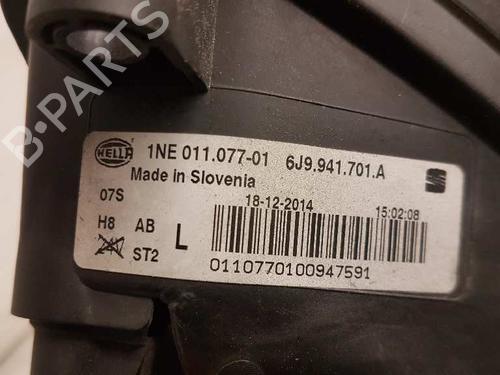 B-PARTS
HELLA 1NE 011.077-01 6J9.941.701.A
Made in Slovenia
07S 18-12-2014 15:02:08
H8 AB
ST2 L
0110770100947591